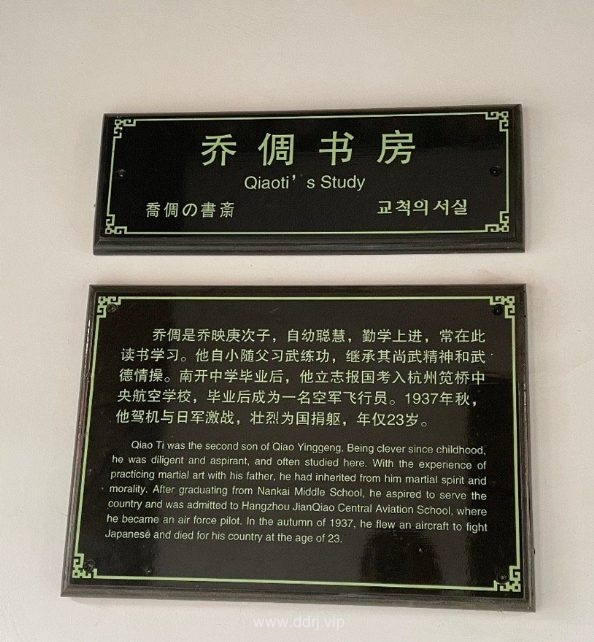 乔倜书房
Qiaoti’s Study
喬倜の書斎
교척의서실
乔倜是乔映庚次子，自幼聪慧，勤学上进，常在此
读书学习。他自小随父习武练功，继承其尚武精神和武
德情操。南开中学毕业后，他立志报国考入杭州笕桥中
央航空学校，毕业后成为一名空军飞行员。1937年秋，
他驾机与日军激战，壮烈为国捐躯，年仅23岁。
Qiao Ti was the second son of Qiao Yinggeng. Being clever since childhood,
he was diligent and aspirant, and often studied here. With the experience of
practicing martial art with his father, he had inherited from him martial spirit and
morality. After graduating from Nankai Middle School, he aspired to serve the
country and was admitted to Hangzhou JianQiao Central Aviation School, where
he became an air force pilot. In the autumn of 1937, he flew an aircraft to fight
Japanese and died for his country at the age of 23.
www.ddrj.vip